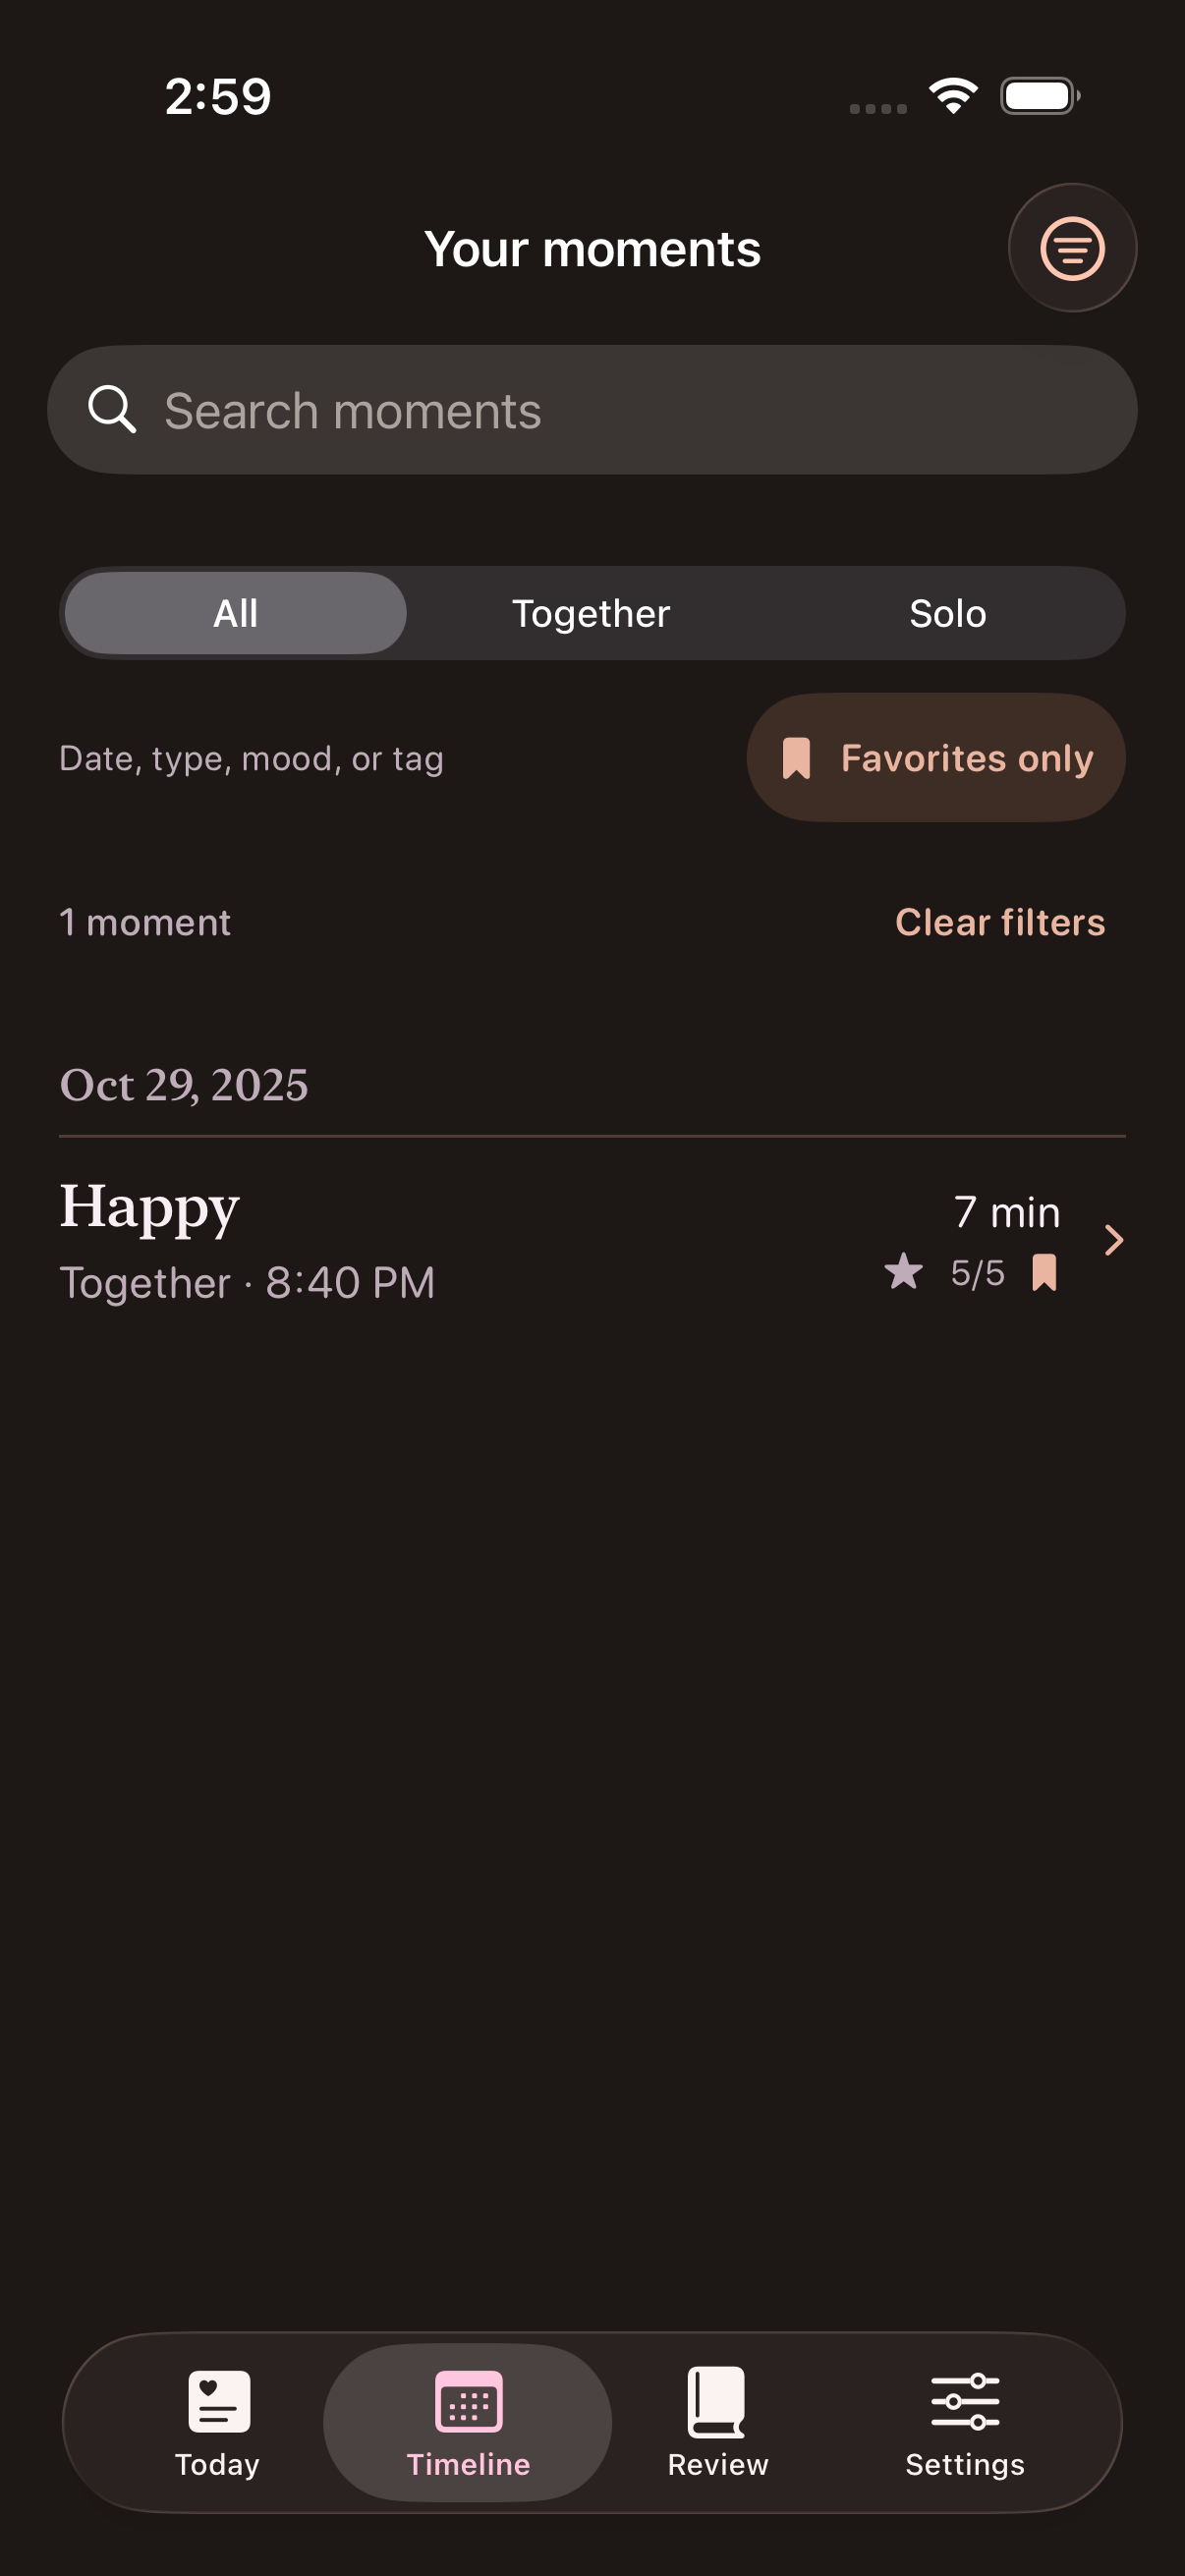 2:59
Your moments
Search moments
All Together Solo
Date, type, mood, or tag
Favorites only
1 moment
Clear filters
Oct 29, 2025
Happy
7 min
Together · 8:40 PM
5/5
Today Timeline Review Settings